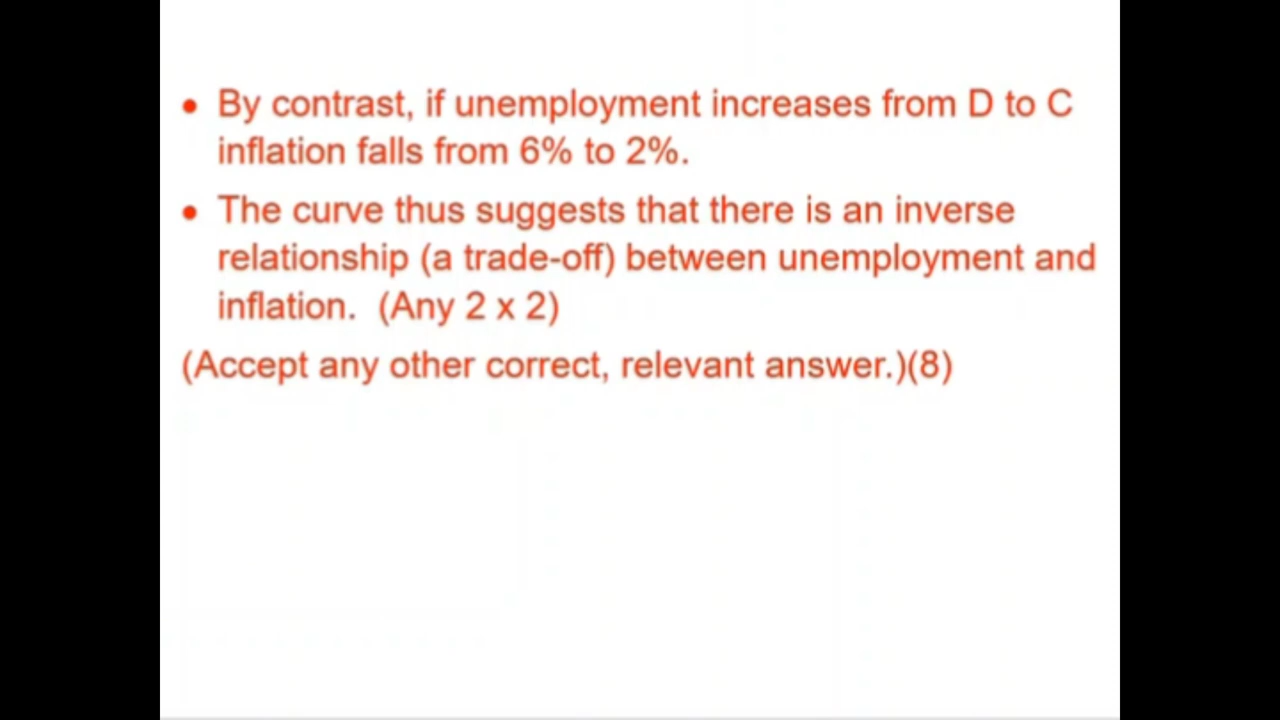 • By contrast, if unemployment increases from D to C
inflation falls from 6% to 2%.
• The curve thus suggests that there is an inverse
relationship (a trade-off) between unemployment and
inflation.  (Any 2 x 2)
(Accept any other correct, relevant answer.)(8)